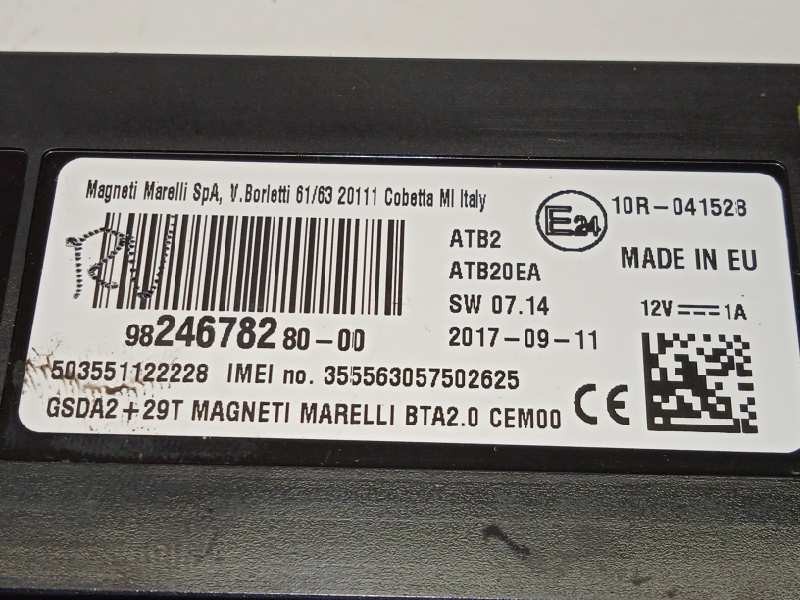 Magneti Marelli SpA, V.Borletti 61/63 20111 Cobetta MI Italy
E24
10R-041528
ATB2
ATB20EA
MADE IN EU
SW 07.14
12V 1A
98246782 80-00
2017-09-11
503551122228 IMEI no. 355563057502625
GSDA2+29T MAGNETI MARELLI BTA2.0 CEM00
CE